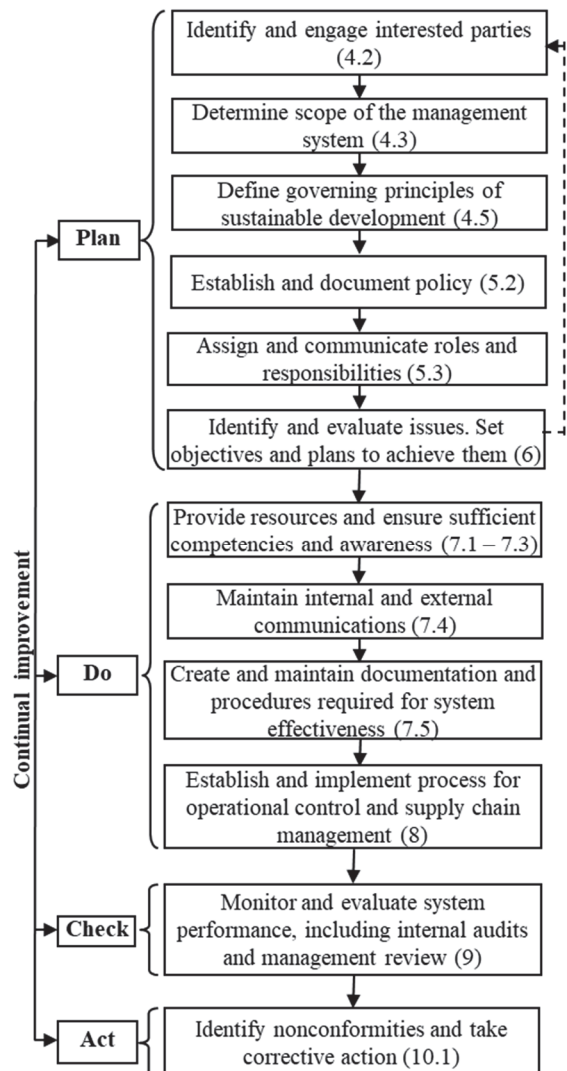 Identify and engage interested parties
(4.2)
Determine scope of the management
system (4.3)
Define governing principles of
sustainable development (4.5)
Plan
Establish and document policy (5.2)
Assign and communicate roles and
responsibilities (5.3)
Identify and evaluate issues. Set
objectives and plans to achieve them (6)
Provide resources and ensure sufficient
competencies and awareness (7.1 – 7.3)
Continual improvement
Maintain internal and external
communications (7.4)
Do
Create and maintain documentation and
procedures required for system
effectiveness (7.5)
Establish and implement process for
operational control and supply chain
management (8)
Check
Monitor and evaluate system
performance, including internal audits
and management review (9)
Act
Identify nonconformities and take
corrective action (10.1)